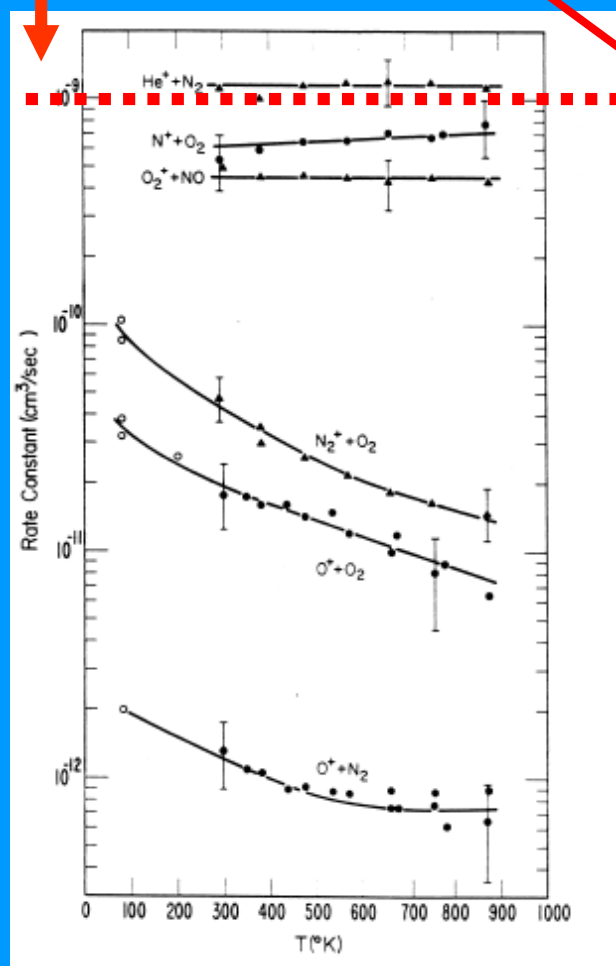 He⁺+N₂
10⁻⁹
N⁺+O₂
O₂⁺+NO
10⁻¹⁰
Rate Constant (cm³/sec)
N₂⁺+O₂
10⁻¹¹
O⁺+O₂
O⁺+N₂
10⁻¹²
0 100 200 300 400 500 600 700 800 900 1000
T(°K)